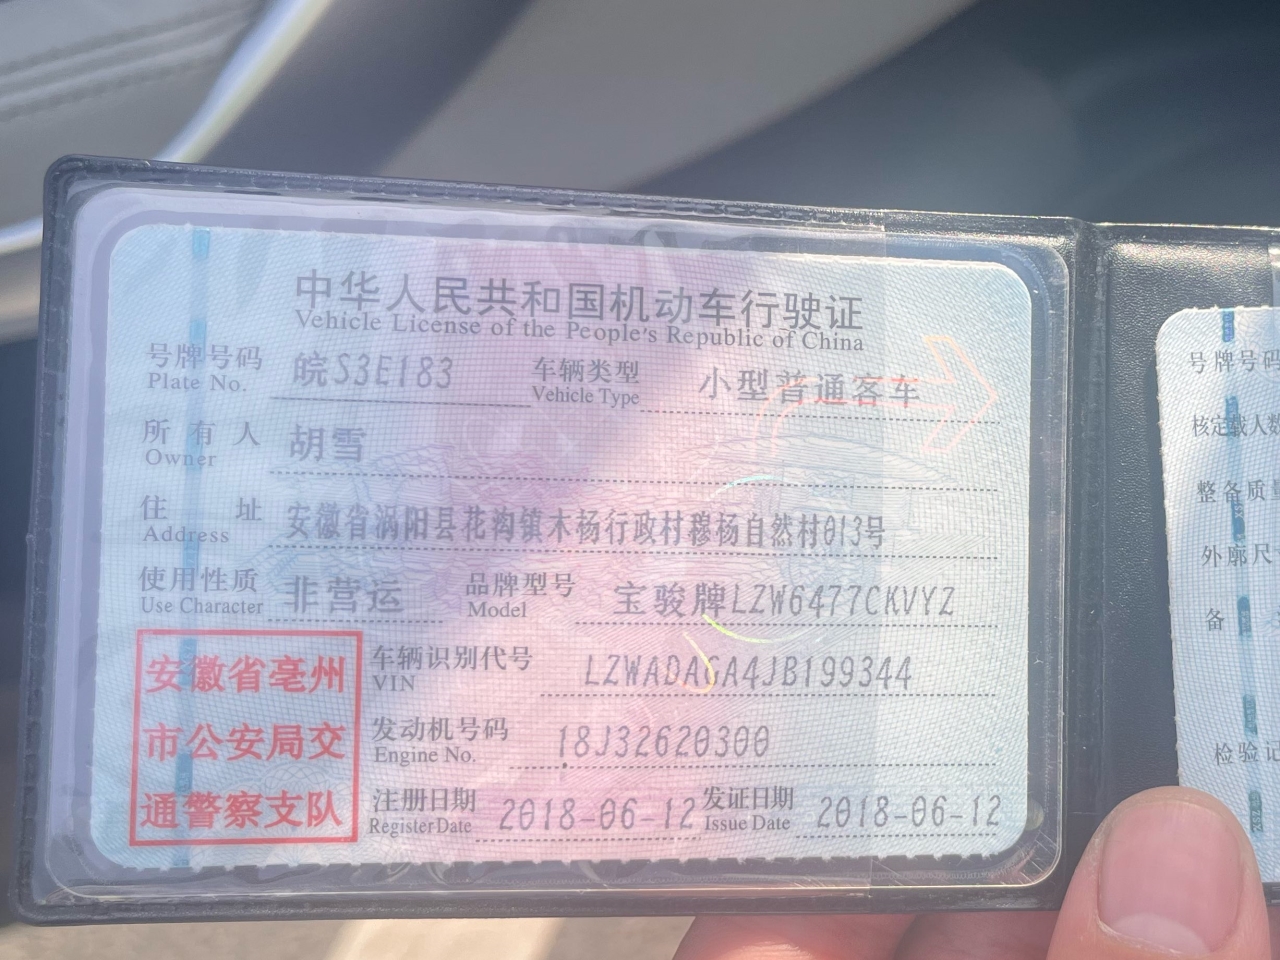 中华人民共和国机动车行驶证
Vehicle License of the People's Republic of China
号牌号码 皖S3E183 车辆类型 小型普通客车
Plate No. Vehicle Type
所有人 胡雪
Owner
住址 安徽省涡阳县花沟镇木杨行政村穆杨自然村013号
Address
使用性质 非营运 品牌型号 宝骏牌LZW6477CKVYZ
Use Character Model
安徽省亳州
市公安局交
通警察支队
车辆识别代号 LZWADAGA4JB199344
VIN
发动机号码 18J32620300
Engine No.
注册日期 2018-06-12 发证日期 2018-06-12
Register Date Issue Date
号牌号码
核定载人数
整备质量
外廓尺
备
检验记